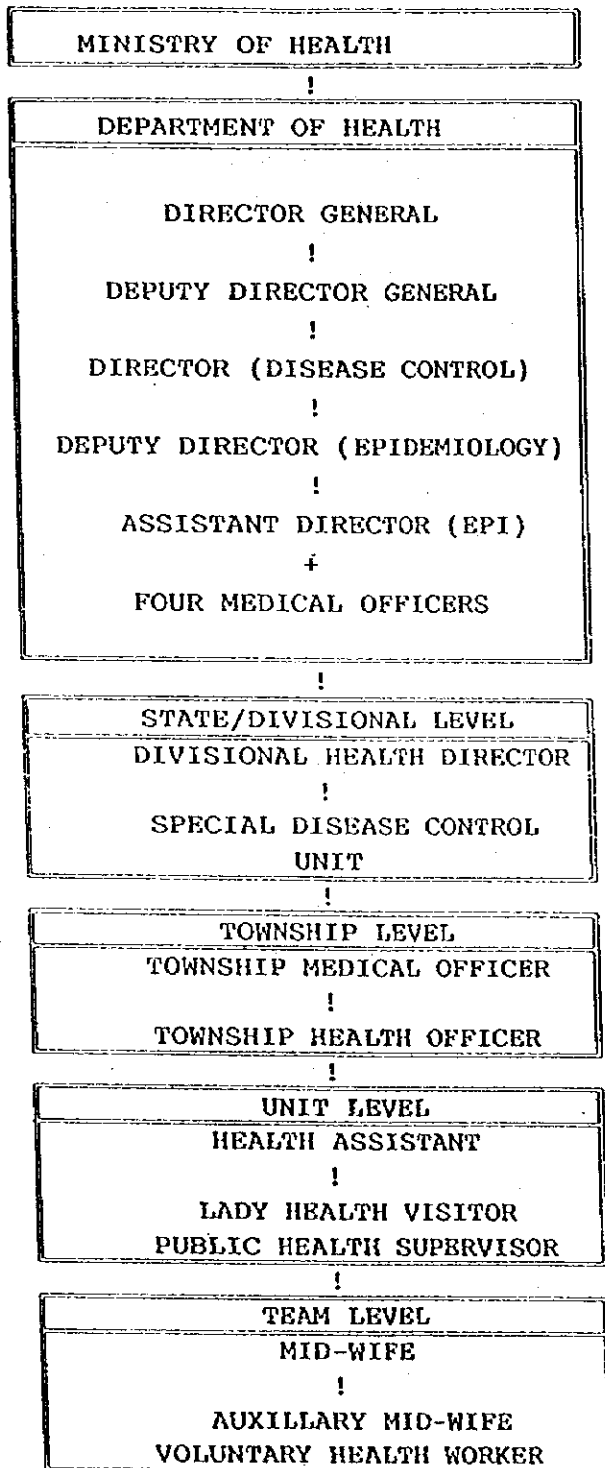 MINISTRY OF HEALTH
!
DEPARTMENT OF HEALTH
DIRECTOR GENERAL
!
DEPUTY DIRECTOR GENERAL
!
DIRECTOR (DISEASE CONTROL)
!
DEPUTY DIRECTOR (EPIDEMIOLOGY)
!
ASSISTANT DIRECTOR (EPI)
+
FOUR MEDICAL OFFICERS
!
STATE/DIVISIONAL LEVEL
DIVISIONAL HEALTH DIRECTOR
!
SPECIAL DISEASE CONTROL
UNIT
!
TOWNSHIP LEVEL
TOWNSHIP MEDICAL OFFICER
!
TOWNSHIP HEALTH OFFICER
!
UNIT LEVEL
HEALTH ASSISTANT
!
LADY HEALTH VISITOR
PUBLIC HEALTH SUPERVISOR
!
TEAM LEVEL
MID-WIFE
!
AUXILLARY MID-WIFE
VOLUNTARY HEALTH WORKER